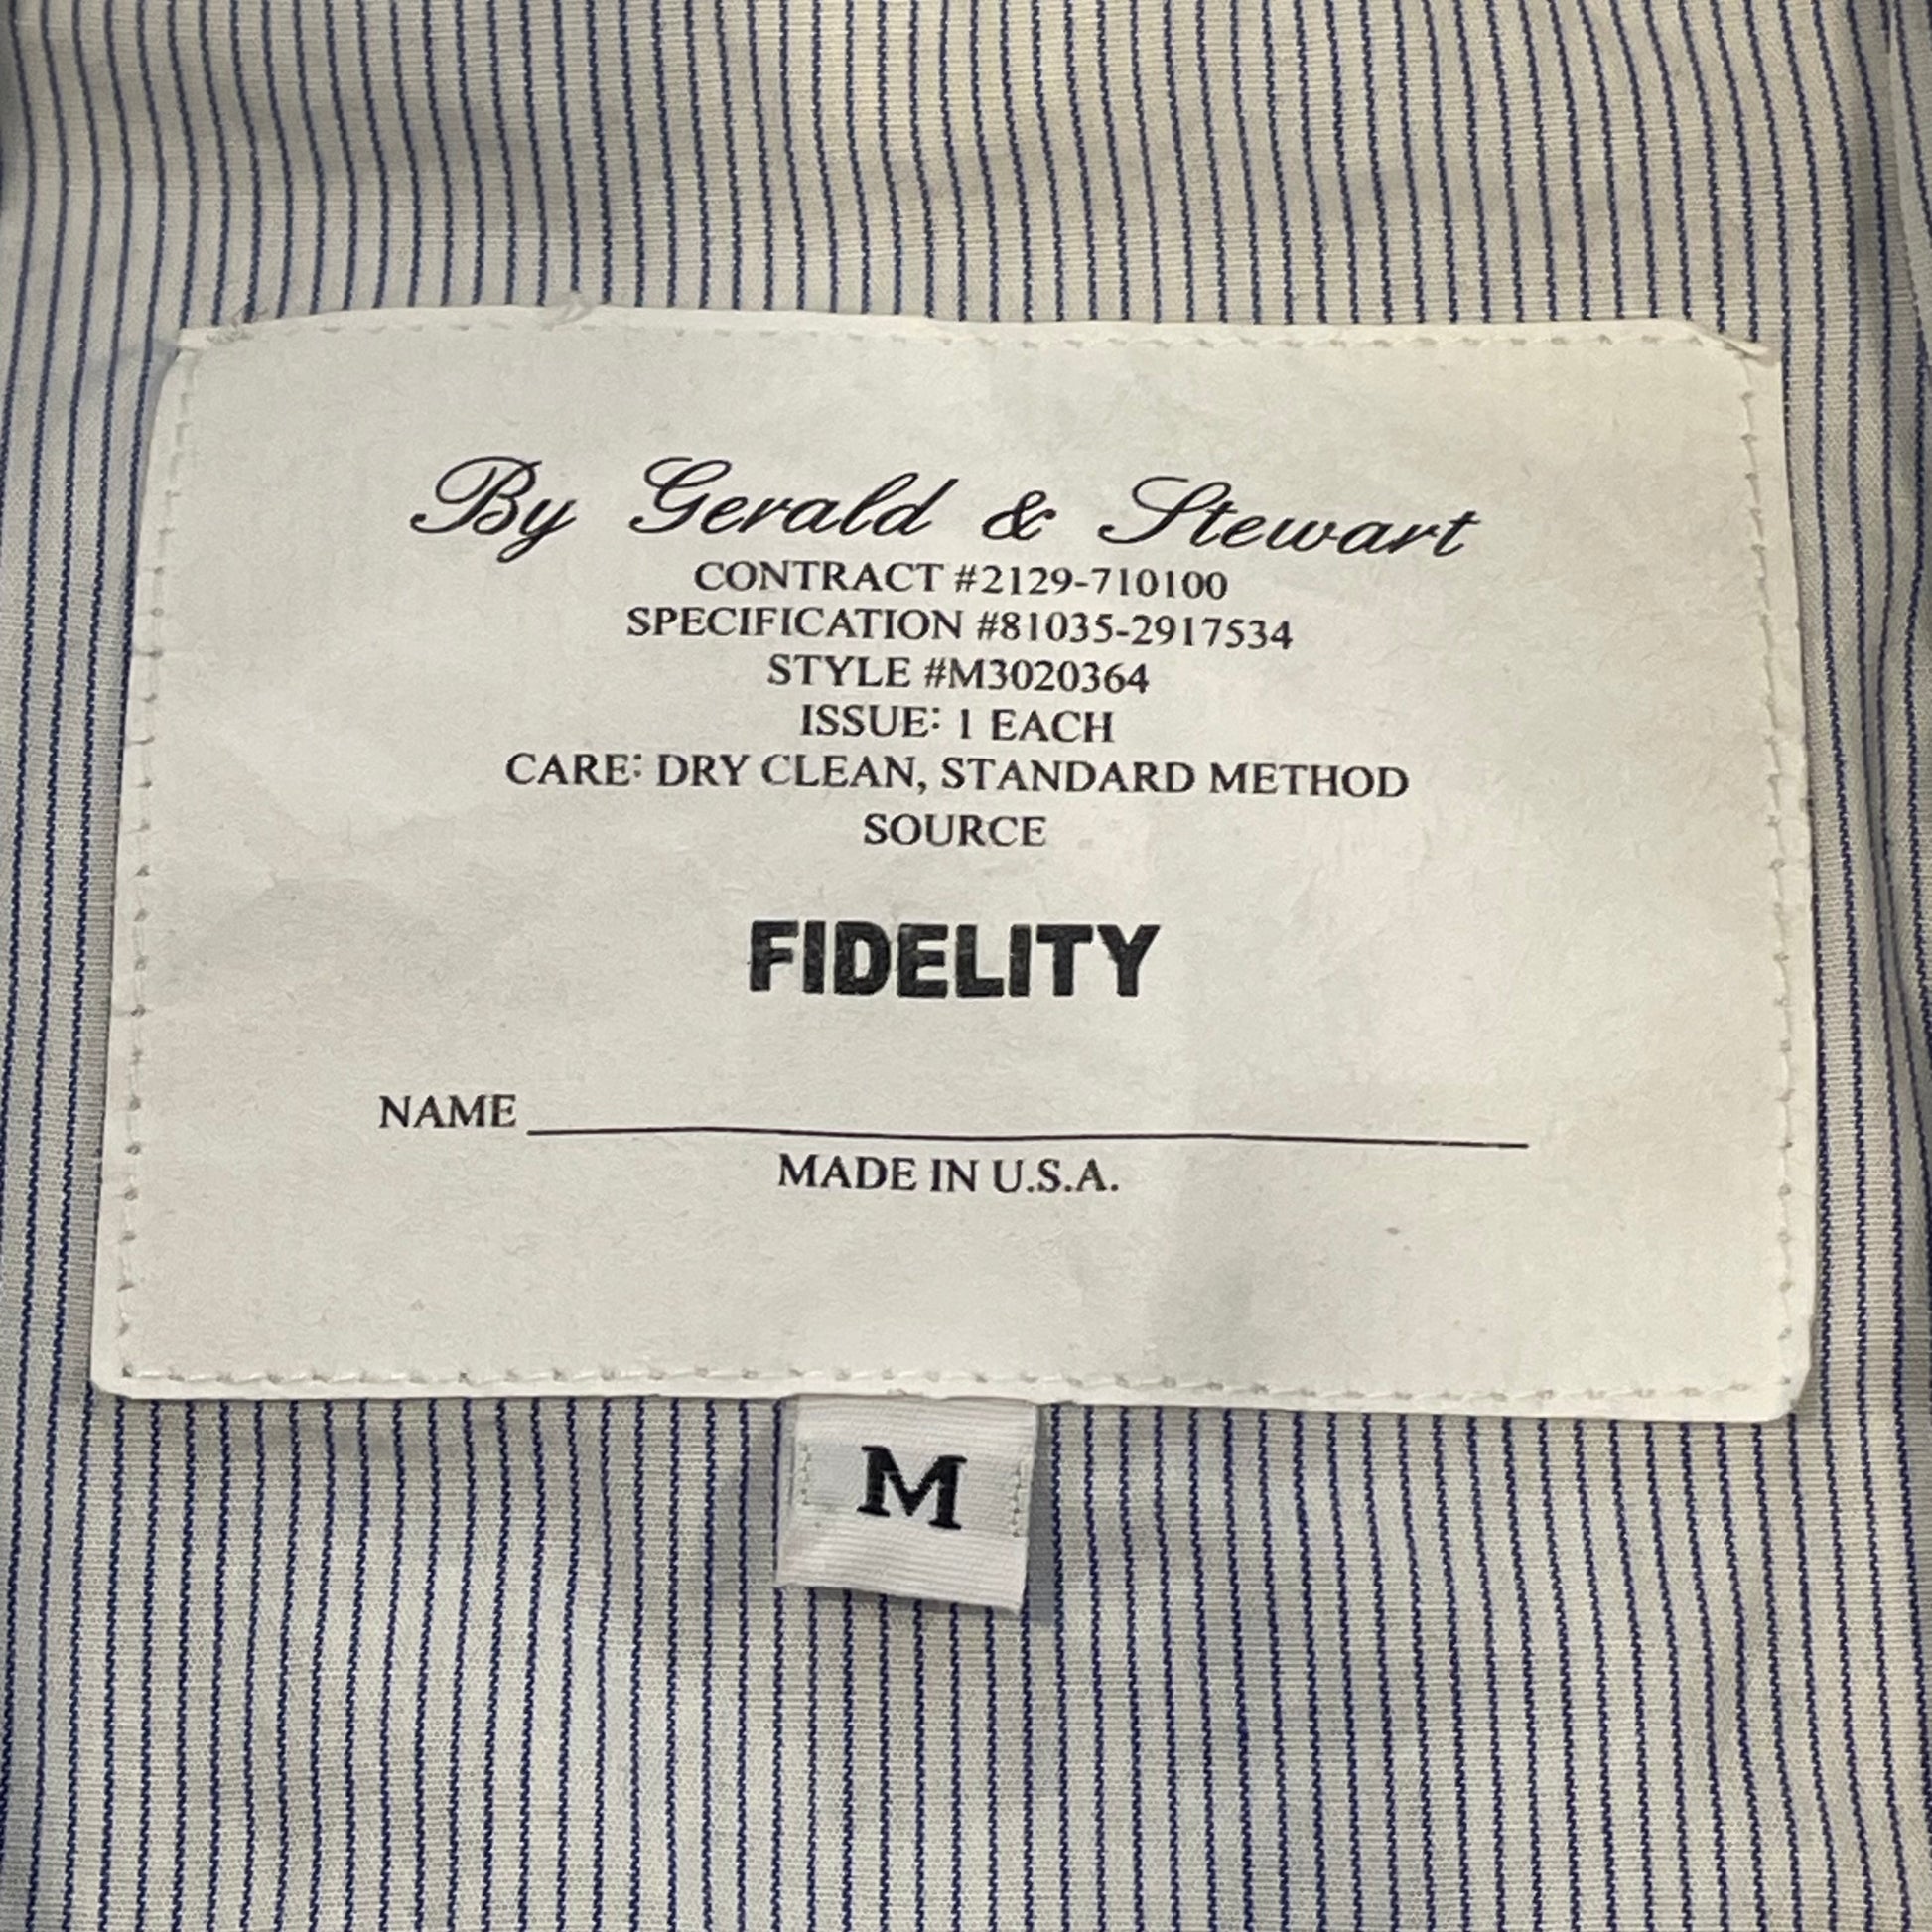 By Gerald & Stewart
CONTRACT #2129-710100
SPECIFICATION #81035-2917534
STYLE #M3020364
ISSUE: 1 EACH
CARE: DRY CLEAN, STANDARD METHOD
SOURCE
FIDELITY
NAME
MADE IN U.S.A.
M